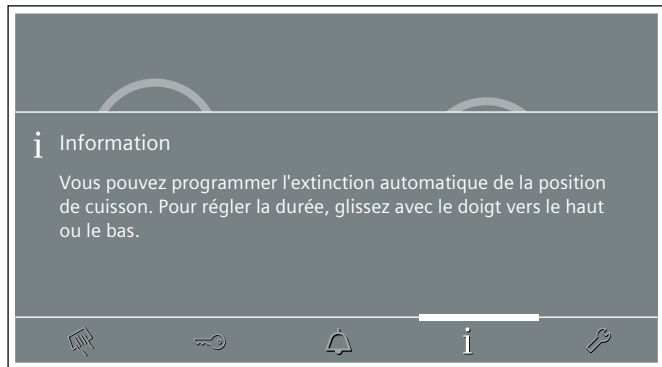 i Information
Vous pouvez programmer l'extinction automatique de la position
de cuisson. Pour régler la durée, glissez avec le doigt vers le haut
ou le bas.
i